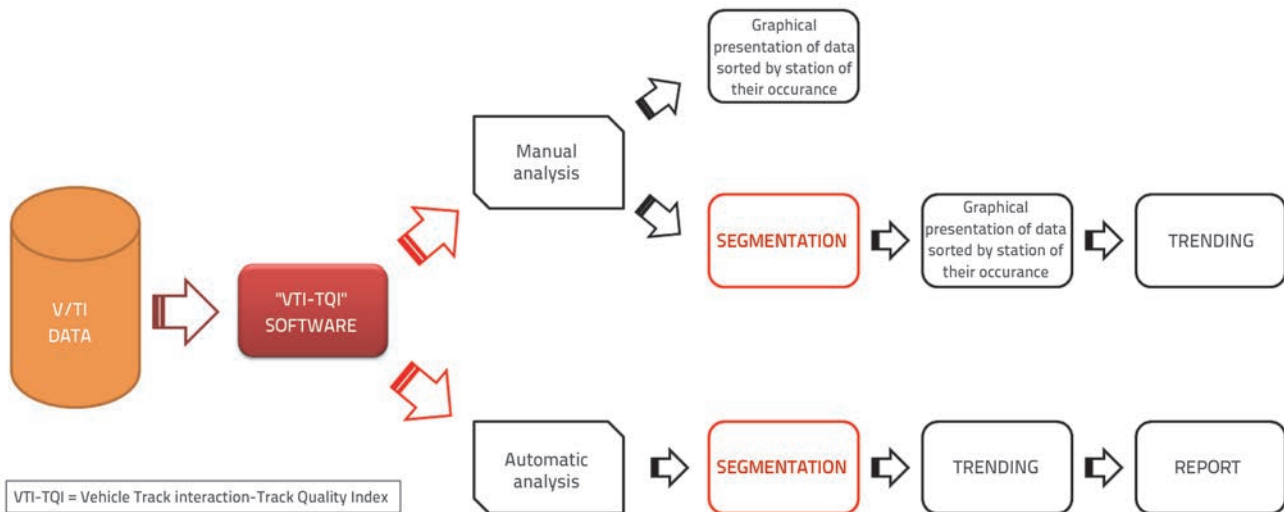 Graphical
presentation of data
sorted by station of
their occurance
Manual
analysis
SEGMENTATION
Graphical
presentation of data
sorted by station of
their occurance
TRENDING
V/TI
DATA
"VTI-TQI"
SOFTWARE
Automatic
analysis
SEGMENTATION
TRENDING
REPORT
VTI-TQI = Vehicle Track interaction-Track Quality Index